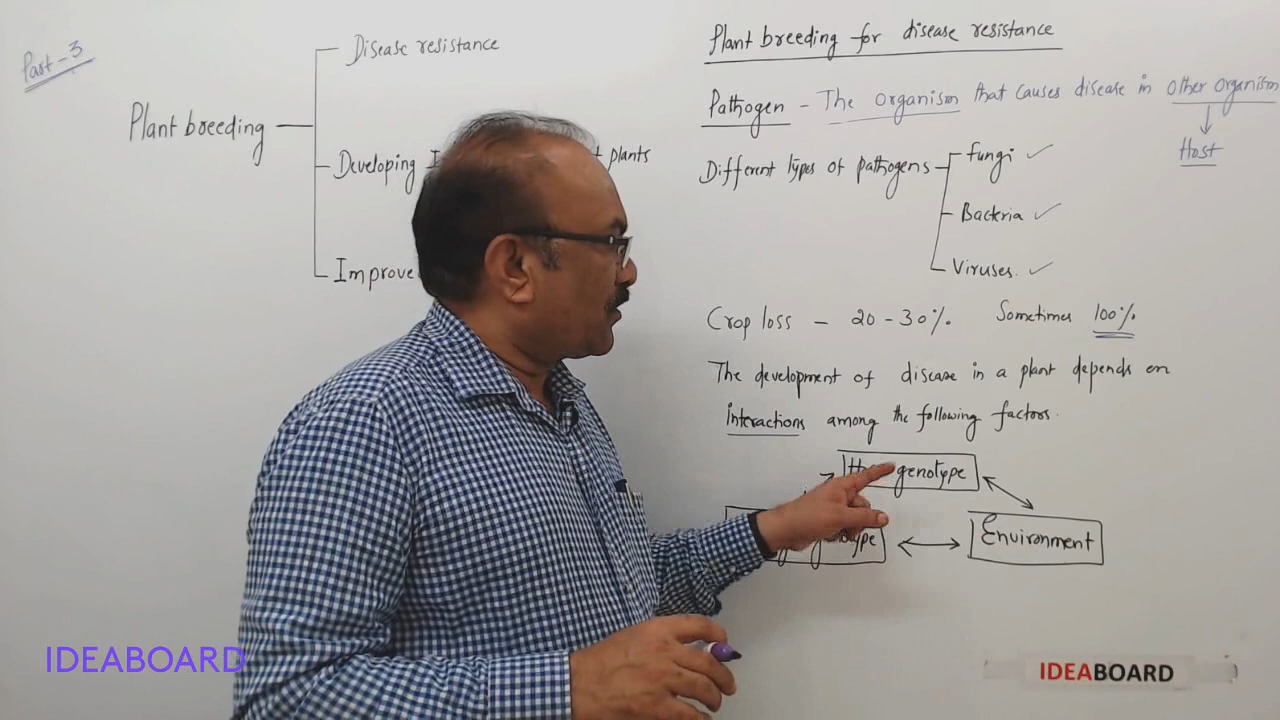 Part-3
Plant breeding
Disease resistance
Developing
plants
Improve
Plant breeding for disease resistance
Pathogen - The organism that causes disease in other organism
Host
Different types of pathogens
fungi ✓
Bacteria ✓
Viruses. ✓
Crop loss - 20-30%. Sometimes 100%.
The development of disease in a plant depends on
interactions among the following factors.
genotype
Environment
IDEABOARD
IDEABOARD